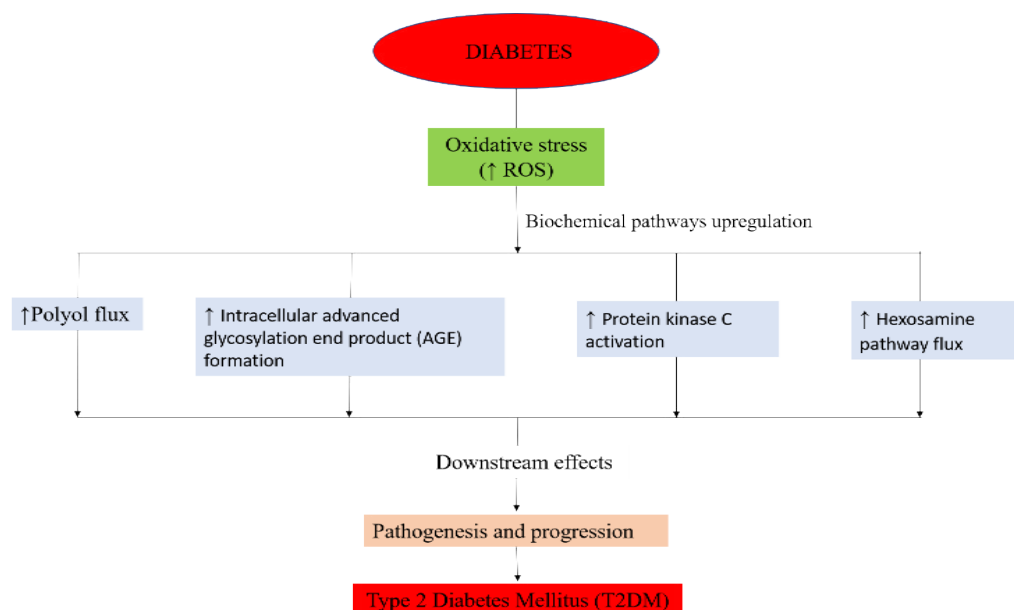 DIABETES
Oxidative stress
(↑ ROS)
Biochemical pathways upregulation
↑Polyol flux
↑ Intracellular advanced
glycosylation end product (AGE)
formation
↑ Protein kinase C
activation
↑ Hexosamine
pathway flux
Downstream effects
Pathogenesis and progression
Type 2 Diabetes Mellitus (T2DM)